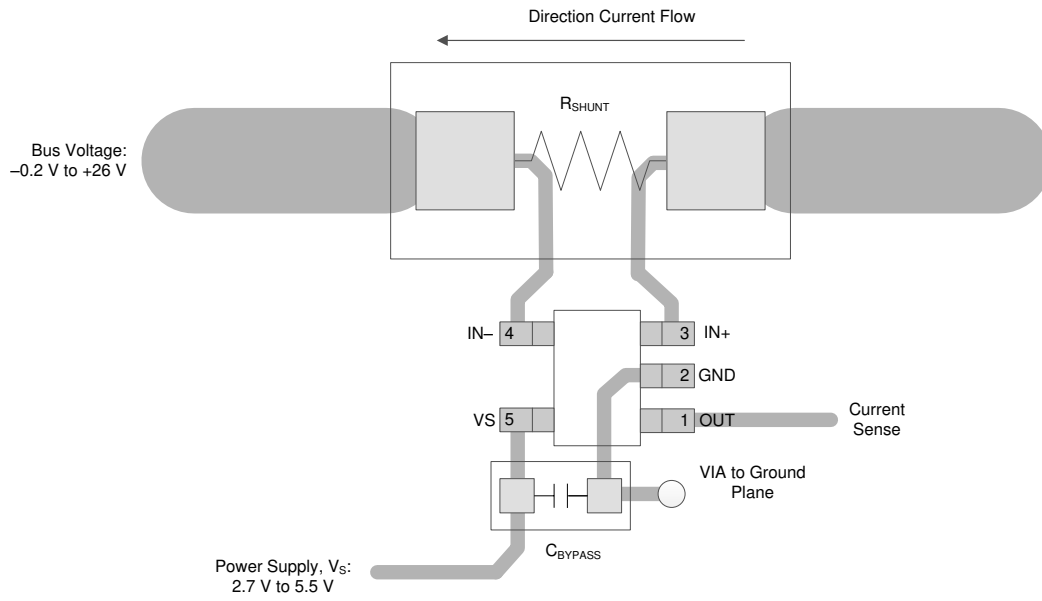 Direction Current Flow
RSHUNT
Bus Voltage:
–0.2 V to +26 V
IN–
4
3
IN+
2
GND
VS
5
1
OUT
Current
Sense
VIA to Ground
Plane
CBYPASS
Power Supply, VS:
2.7 V to 5.5 V